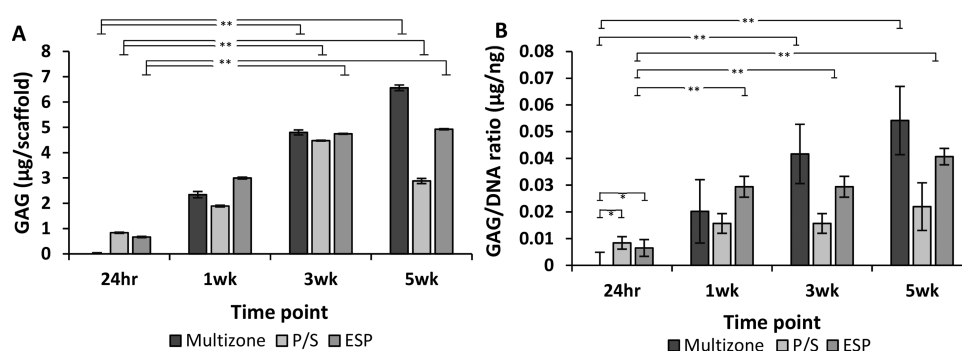 A
**
**
**
8
7
6
5
4
3
2
1
0
GAG (µg/scaffold)
24hr 1wk 3wk 5wk
Time point
Multizone P/S ESP
B
**
**
**
**
**
*
*
0.08
0.07
0.06
0.05
0.04
0.03
0.02
0.01
0
GAG/DNA ratio (µg/ng)
24hr 1wk 3wk 5wk
Time point
Multizone P/S ESP